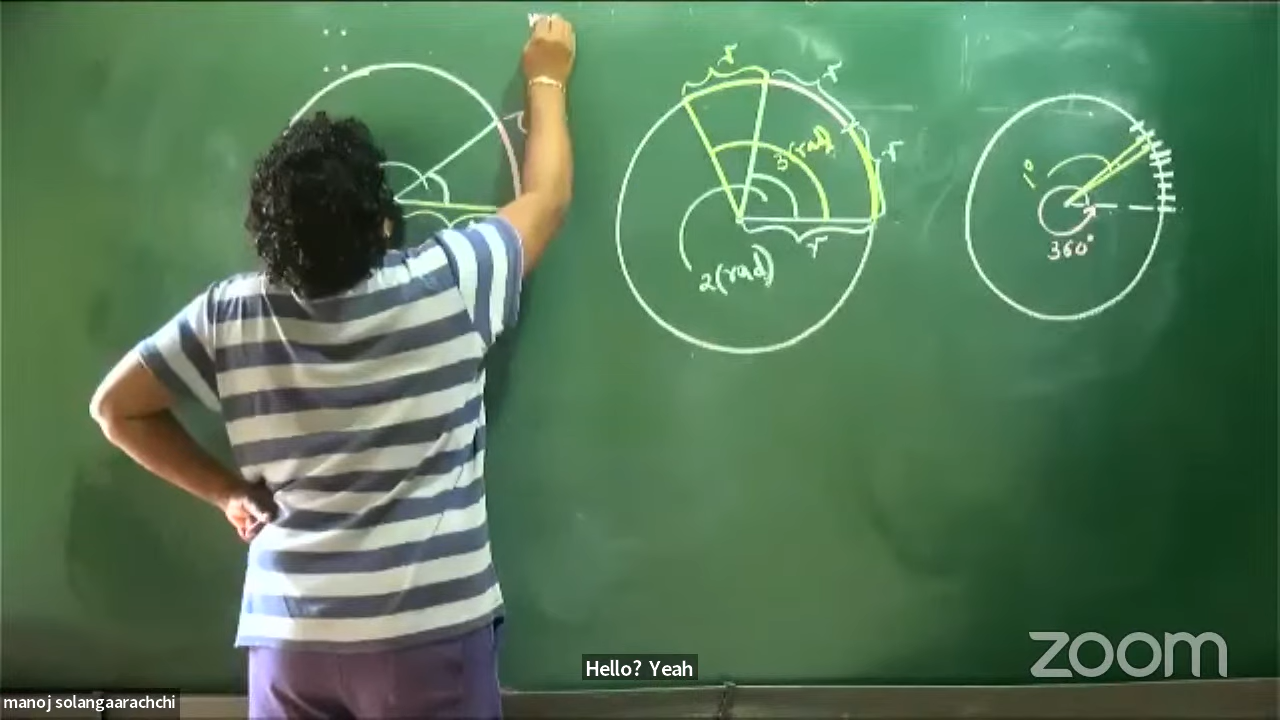 r
r
r
3(rad)
r
2(rad)
1°
360°
Hello? Yeah
zoom
manoj solangaarachchi